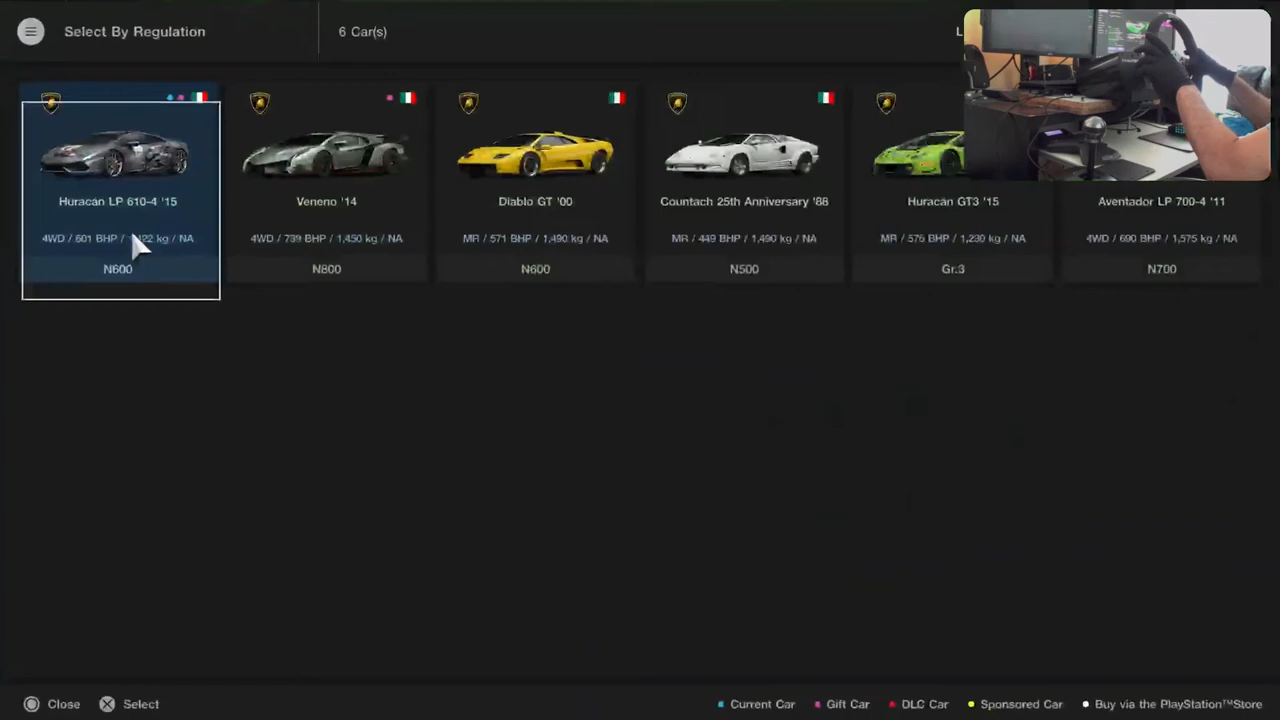 Select By Regulation
6 Car(s)
Huracán LP 610-4 '15
4WD / 601 BHP / kg / NA
N600
Veneno '14
4WD / 739 BHP / 1,450 kg / NA
N800
Diablo GT '00
MR / 571 BHP / 1,490 kg / NA
N600
Countach 25th Anniversary '88
MR / 449 BHP / 1,490 kg / NA
N500
Huracán GT3 '15
MR / 576 BHP / 1,230 kg / NA
Gr.3
Aventador LP 700-4 '11
4WD / 690 BHP / 1,575 kg / NA
N700
Close
Select
Current Car
Gift Car
DLC Car
Sponsored Car
Buy via the PlayStation™Store